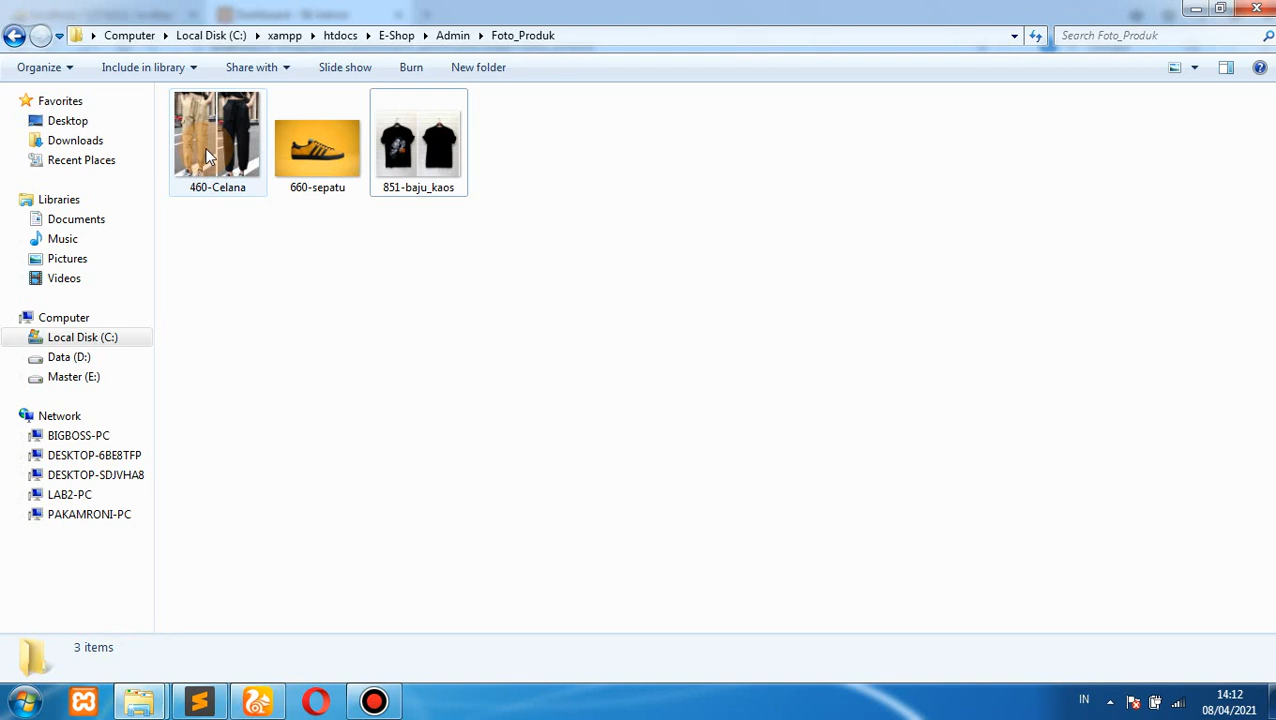 Computer Local Disk (C:) xampp htdocs E-Shop Admin Foto_Produk
Search Foto_Produk
Organize Include in library Share with Slide show Burn New folder
Favorites
Desktop
Downloads
Recent Places
Libraries
Documents
Music
Pictures
Videos
Computer
Local Disk (C:)
Data (D:)
Master (E:)
Network
BIGBOSS-PC
DESKTOP-6BE8TFP
DESKTOP-SDJVHA8
LAB2-PC
PAKAMRONI-PC
460-Celana
660-sepatu
851-baju_kaos
3 items
IN
14:12
08/04/2021